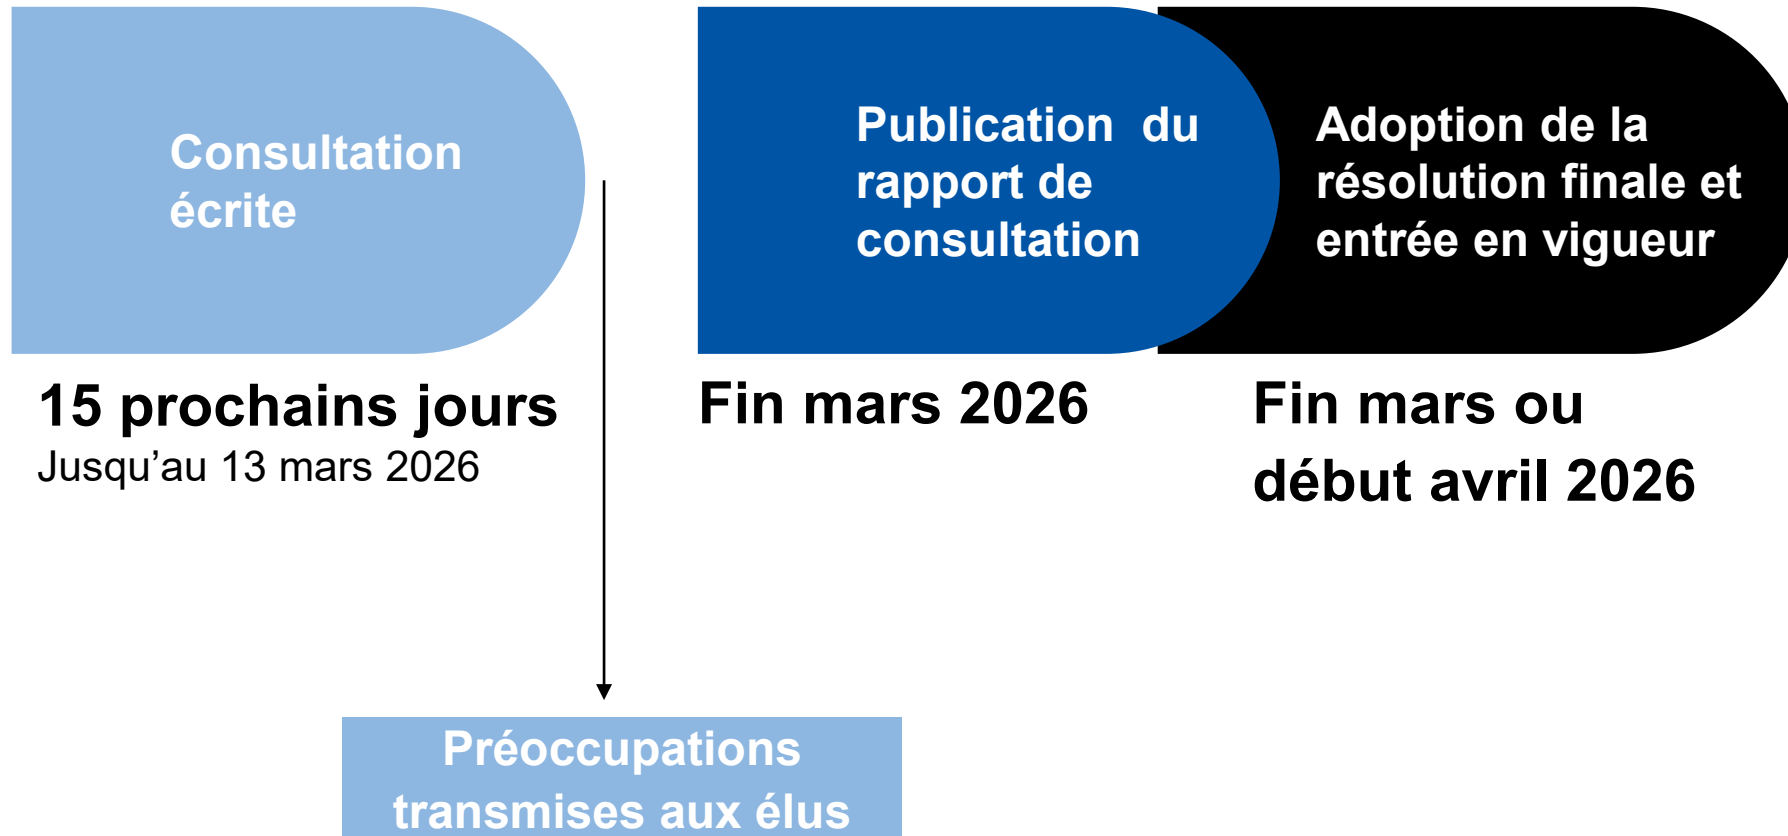 Consultation
écrite
Publication  du
rapport de
consultation
Adoption de la
résolution finale et
entrée en vigueur
15 prochains jours
Jusqu’au 13 mars 2026
Fin mars 2026
Fin mars ou
début avril 2026
Préoccupations
transmises aux élus